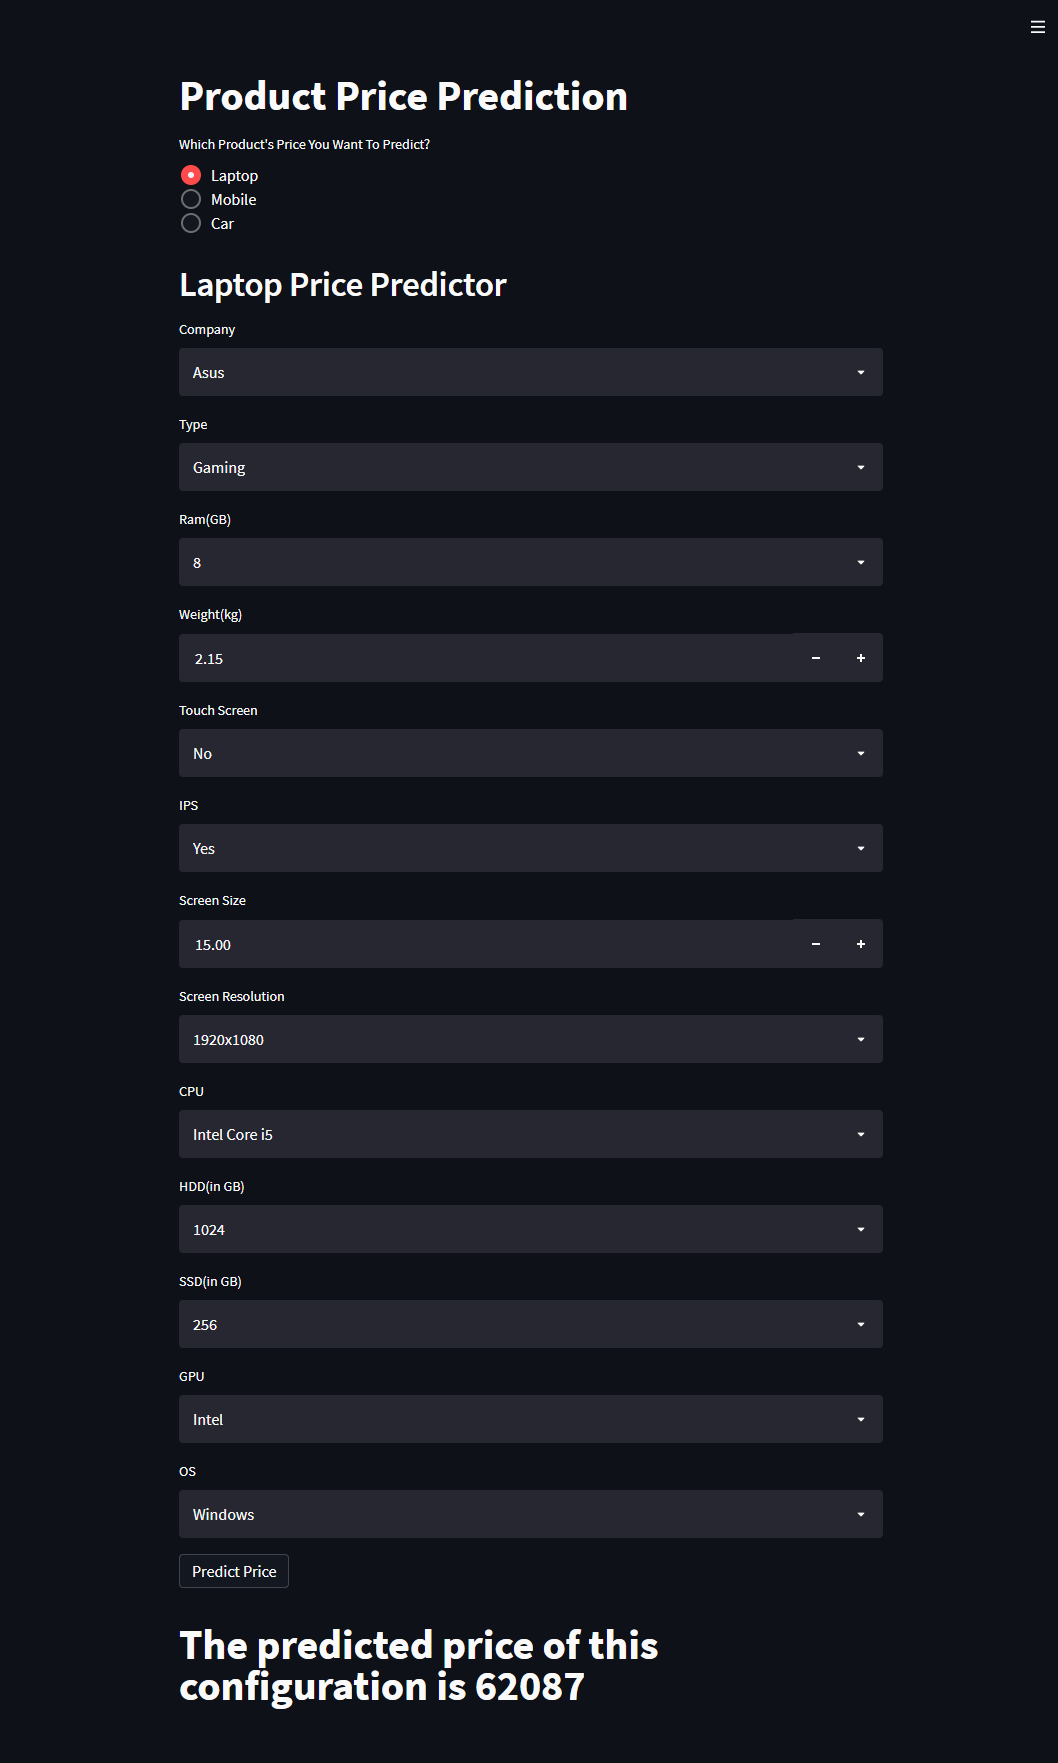 Product Price Prediction
Which Product's Price You Want To Predict?
Laptop
Mobile
Car
Laptop Price Predictor
Company
Asus
Type
Gaming
Ram(GB)
8
Weight(kg)
2.15
Touch Screen
No
IPS
Yes
Screen Size
15.00
Screen Resolution
1920x1080
CPU
Intel Core i5
HDD(in GB)
1024
SSD(in GB)
256
GPU
Intel
OS
Windows
Predict Price
The predicted price of this
configuration is 62087